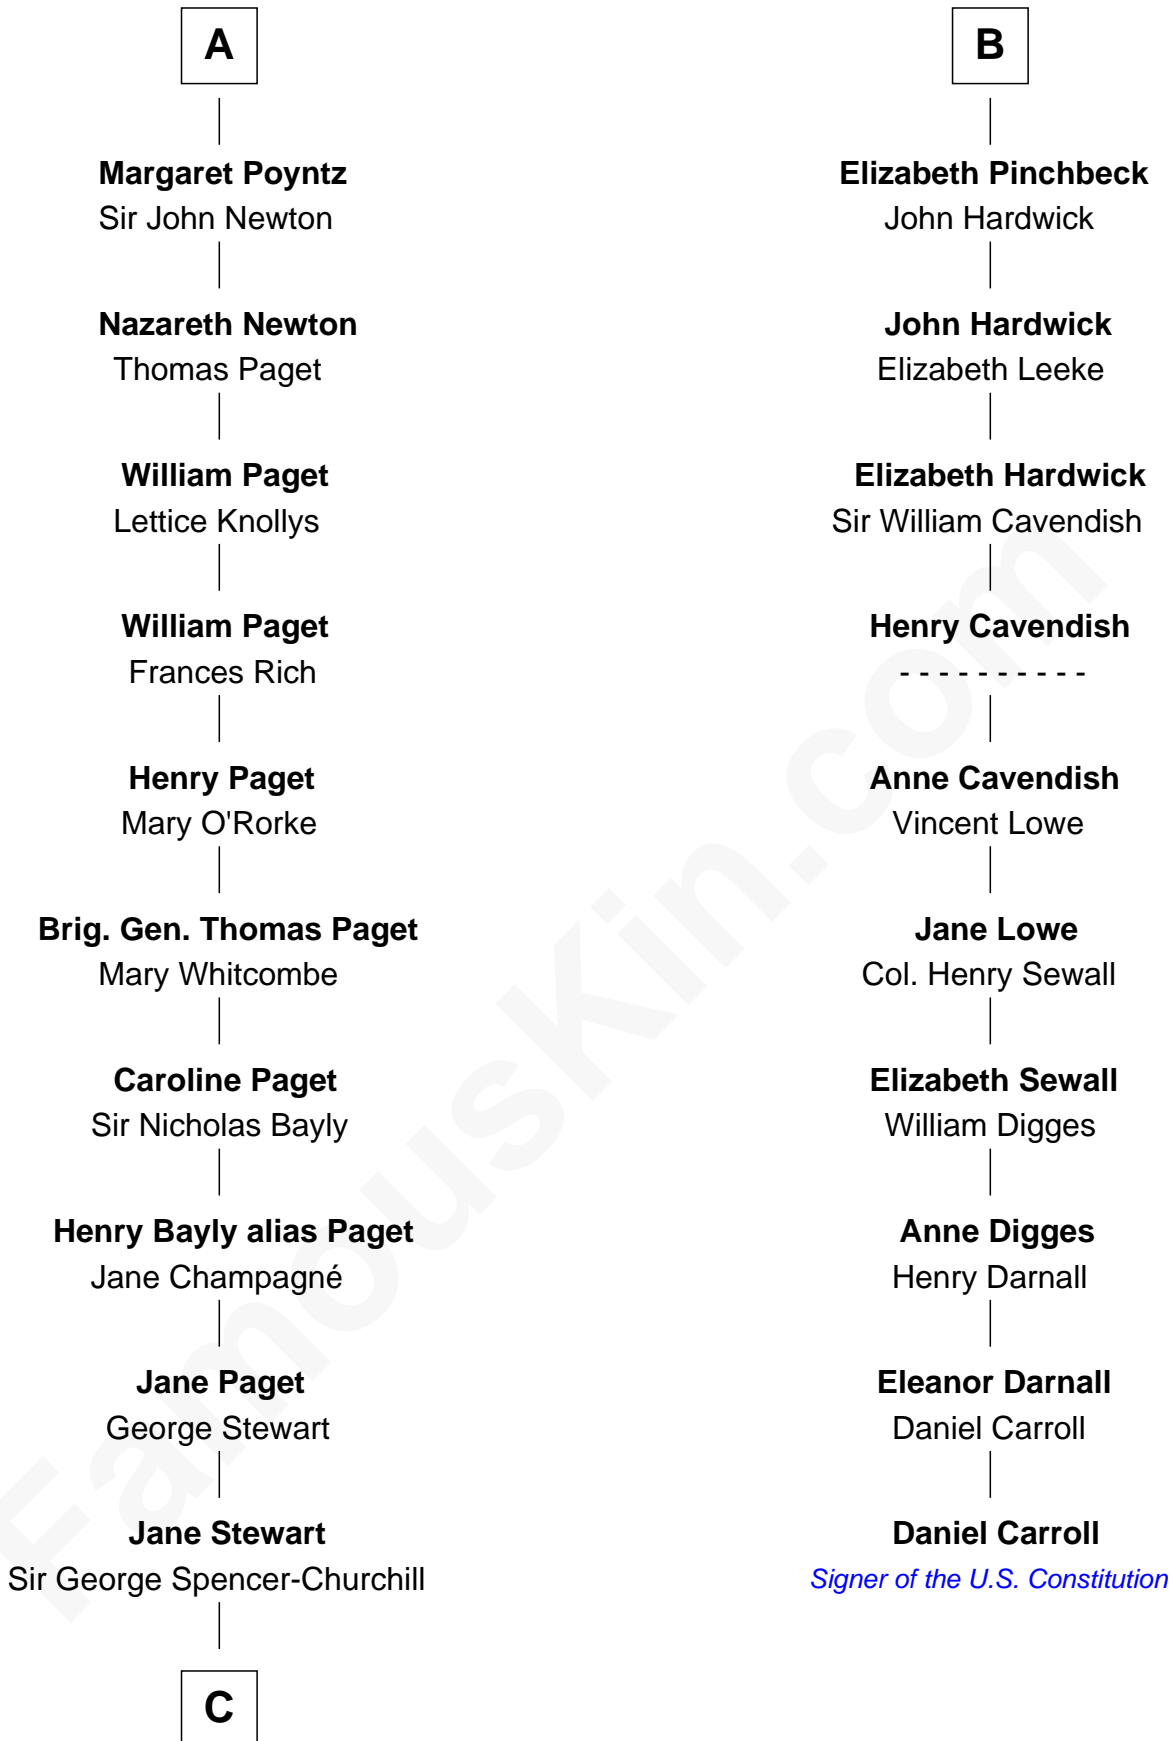 A
Margaret Poyntz
Sir John Newton
Nazareth Newton
Thomas Paget
William Paget
Lettice Knollys
William Paget
Frances Rich
Henry Paget
Mary O'Rorke
Brig. Gen. Thomas Paget
Mary Whitcombe
Caroline Paget
Sir Nicholas Bayly
Henry Bayly alias Paget
Jane Champagné
Jane Paget
George Stewart
Jane Stewart
Sir George Spencer-Churchill
C
B
Elizabeth Pinchbeck
John Hardwick
John Hardwick
Elizabeth Leeke
Elizabeth Hardwick
Sir William Cavendish
Henry Cavendish
- - - - - - - - - -
Anne Cavendish
Vincent Lowe
Jane Lowe
Col. Henry Sewall
Elizabeth Sewall
William Digges
Anne Digges
Henry Darnall
Eleanor Darnall
Daniel Carroll
Daniel Carroll
Signer of the U.S. Constitution
FamousKin.com